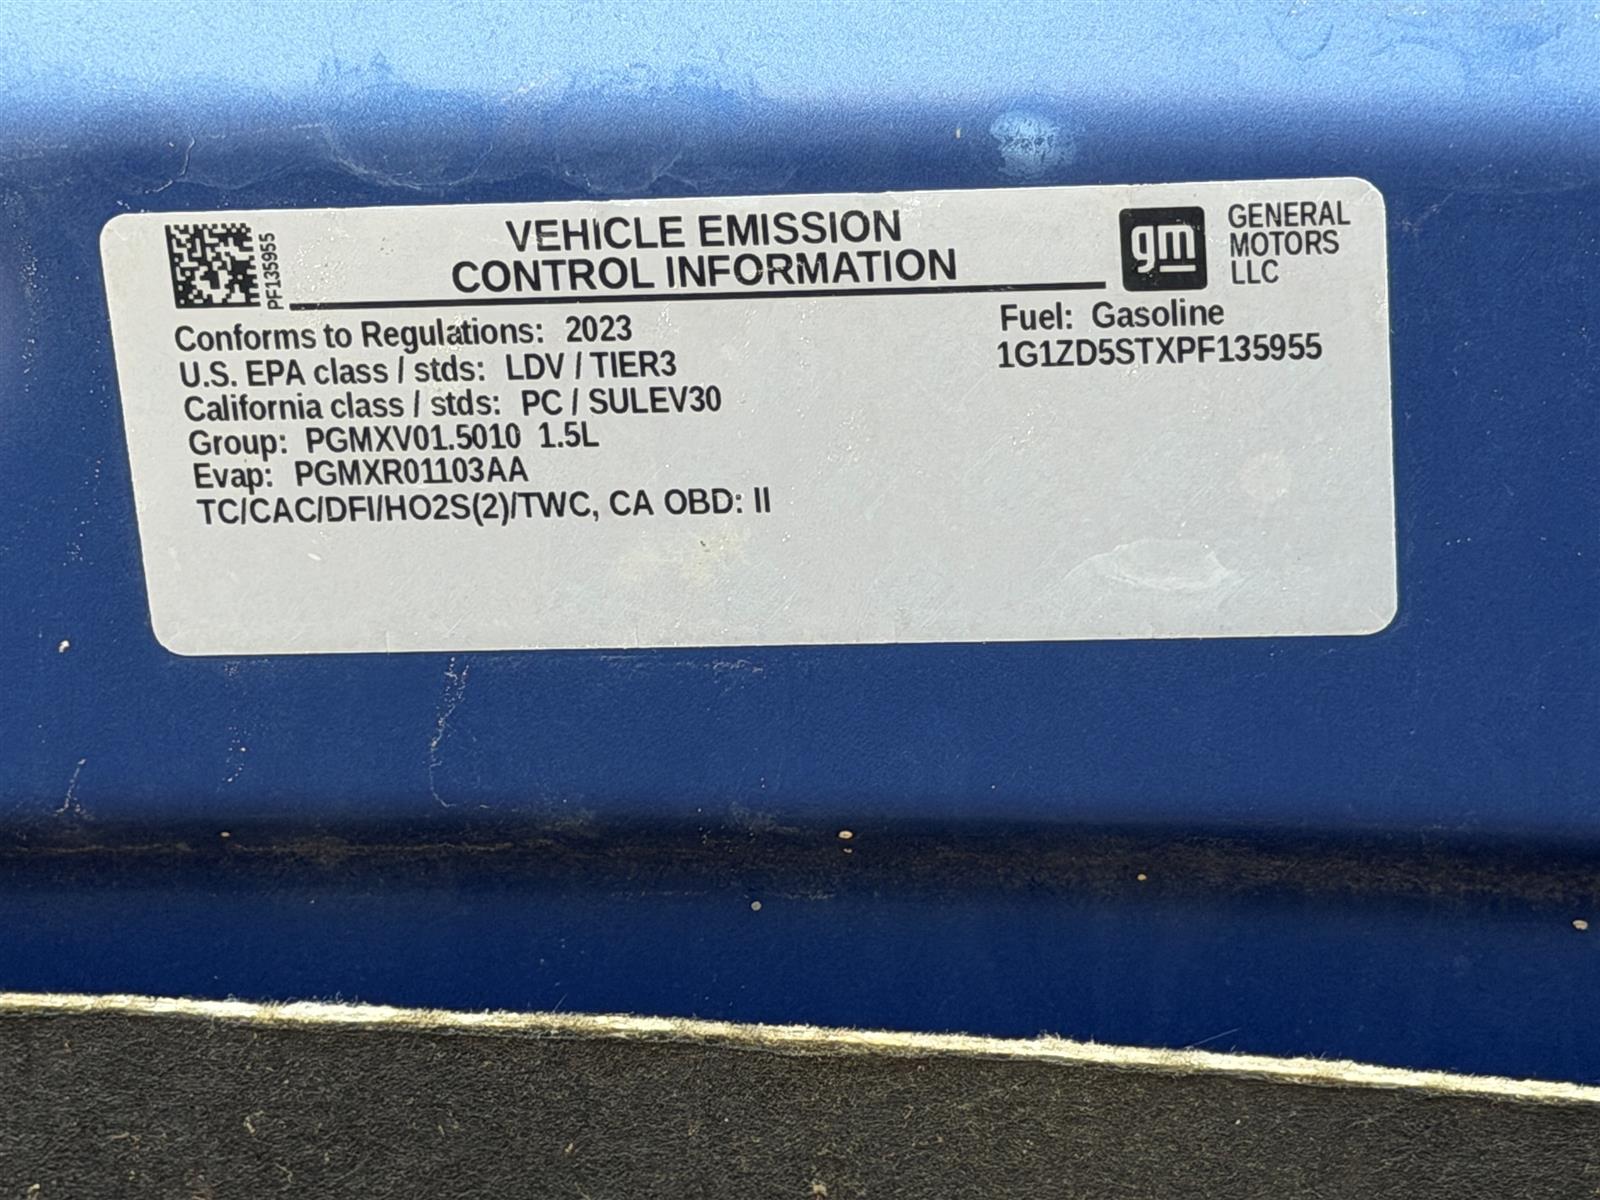 PF135955
VEHICLE EMISSION
CONTROL INFORMATION
gm
GENERAL
MOTORS
LLC
Conforms to Regulations: 2023
U.S. EPA class / stds: LDV / TIER3
California class / stds: PC / SULEV30
Group: PGMXV01.5010 1.5L
Evap: PGMXR01103AA
TC/CAC/DFI/HO2S(2)/TWC, CA OBD: II
Fuel: Gasoline
1G1ZD5STXPF135955